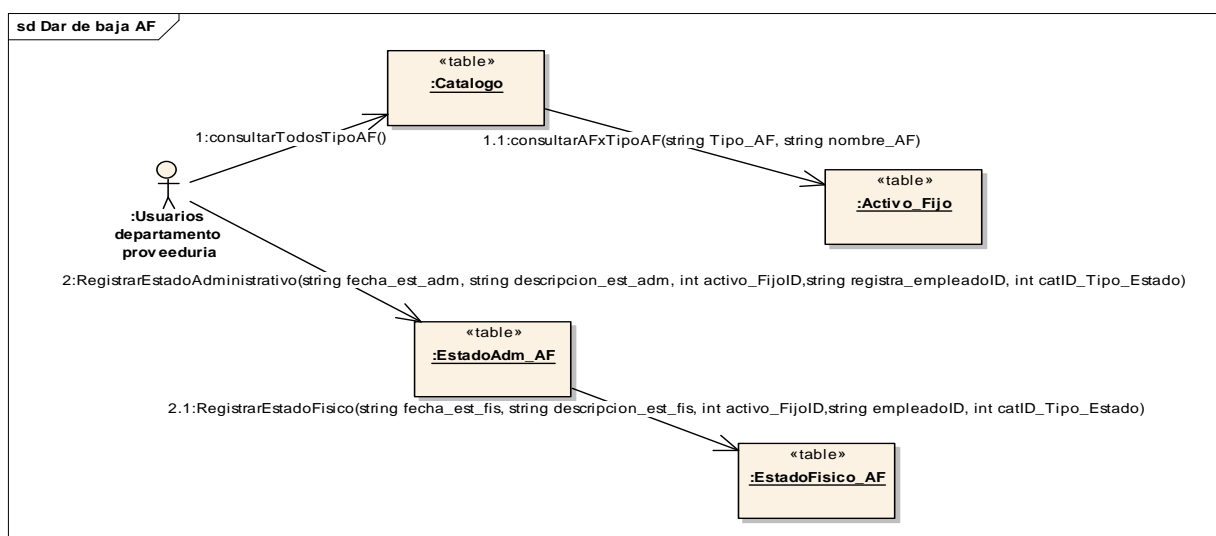 sd Dar de baja AF
«table»
:Catalogo
1:consultarTodosTipoAF()
1.1:consultarAFxTipoAF(string Tipo_AF, string nombre_AF)
«table»
:Activo_Fijo
:Usuarios
departamento
proveeduria
2:RegistrarEstadoAdministrativo(string fecha_est_adm, string descripcion_est_adm, int activo_FijoID,string registra_empleadoID, int catID_Tipo_Estado)
«table»
:EstadoAdm_AF
2.1:RegistrarEstadoFisico(string fecha_est_fis, string descripcion_est_fis, int activo_FijoID,string empleadoID, int catID_Tipo_Estado)
«table»
:EstadoFisico_AF